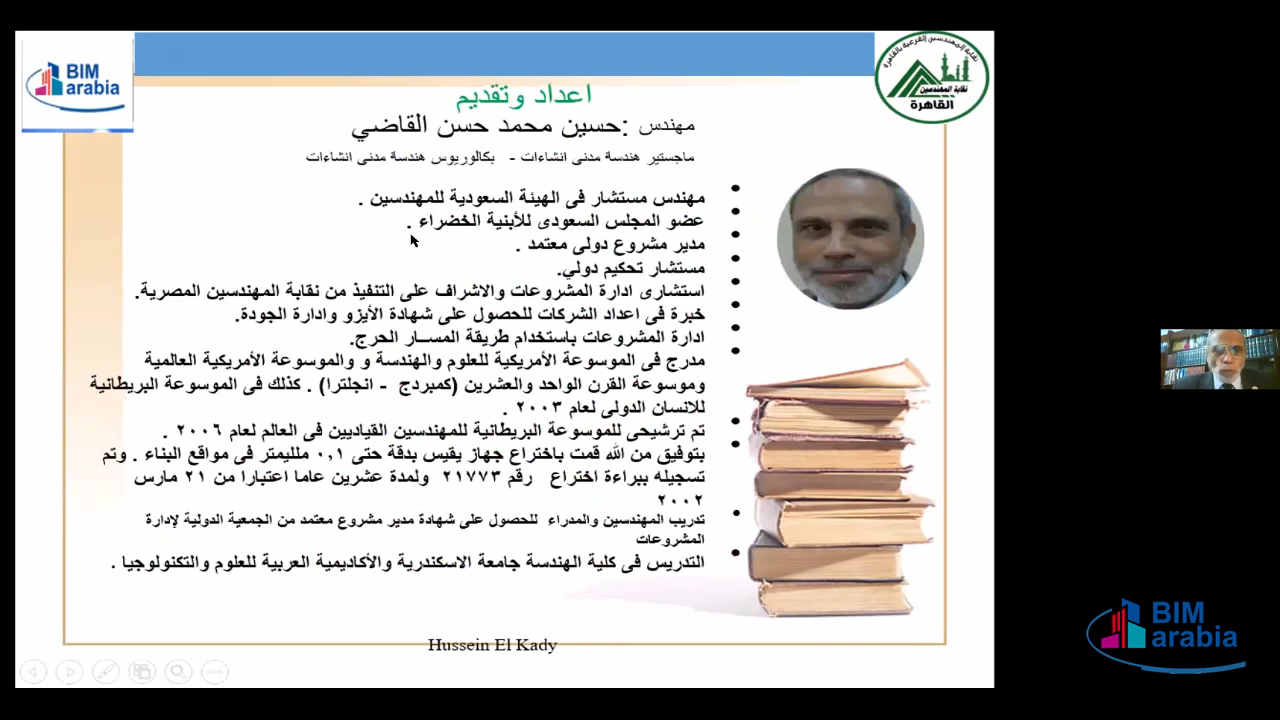 BIM
arabia
نقابة المهندسين الفرعية بالقاهرة
نقابة المهندسين
القاهرة
اعداد وتقديم
مهندس :حسين محمد حسن القاضي
ماجستير هندسة مدنى انشاءات - بكالوريوس هندسة مدنى انشاءات
• مهندس مستشار فى الهيئة السعودية للمهندسين .
• عضو المجلس السعودى للأبنية الخضراء .
• مدير مشروع دولى معتمد .
• مستشار تحكيم دولي.
• استشارى ادارة المشروعات والاشراف على التنفيذ من نقابة المهندسين المصرية.
• خبرة فى اعداد الشركات للحصول على شهادة الأيزو وادارة الجودة.
• ادارة المشروعات باستخدام طريقة المســار الحرج.
• مدرج فى الموسوعة الأمريكية للعلوم والهندسة و والموسوعة الأمريكية العالمية
وموسوعة القرن الواحد والعشرين (كمبردج - انجلترا) . كذلك فى الموسوعة البريطانية
للانسان الدولى لعام ٢٠٠٣ .
• تم ترشيحى للموسوعة البريطانية للمهندسين القياديين فى العالم لعام ٢٠٠٦ .
• بتوفيق من الله قمت باختراع جهاز يقيس بدقة حتى ٠,١ ملليمتر فى مواقع البناء . وتم
تسجيله ببراءة اختراع رقم ٢١٧٧٣ ولمدة عشرين عاما اعتبارا من ٢١ مارس
٢٠٠٢
• تدريب المهندسين والمدراء للحصول على شهادة مدير مشروع معتمد من الجمعية الدولية لإدارة
المشروعات
• التدريس فى كلية الهندسة جامعة الاسكندرية والأكاديمية العربية للعلوم والتكنولوجيا .
Hussein El Kady
BIM
arabia